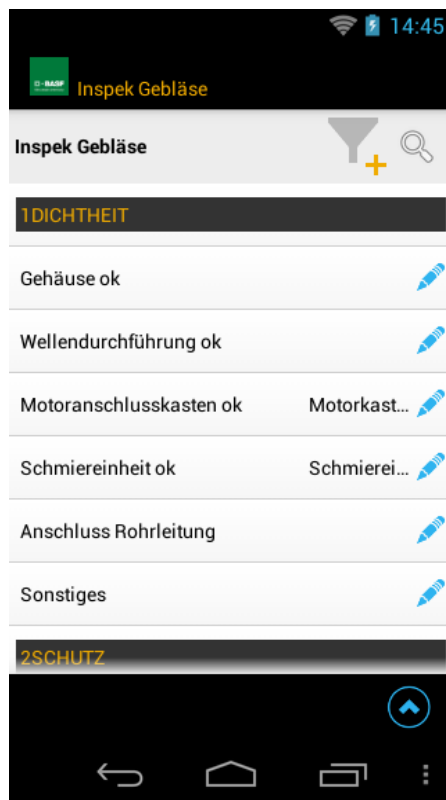 14:45
BASF
Inspek Gebläse
Inspek Gebläse
1DICHTHEIT
Gehäuse ok
Wellendurchführung ok
Motoranschlusskasten ok Motorkast...
Schmiereinheit ok Schmierei...
Anschluss Rohrleitung
Sonstiges
2SCHUTZ